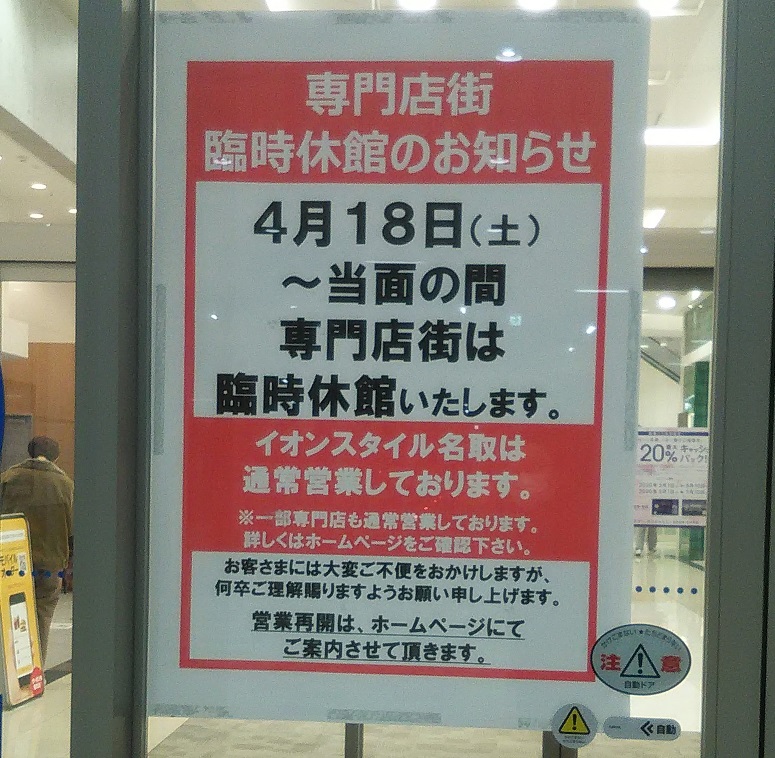 専門店街
臨時休館のお知らせ
4月18日(土)
～当面の間
専門店街は
臨時休館いたします。
イオンスタイル名取は
通常営業しております。
※一部専門店も通常営業しております。
詳しくはホームページをご確認下さい。
お客さまには大変ご不便をおかけしますが、
何卒ご理解賜りますようお願い申し上げます。
営業再開は、ホームページにて
ご案内させて頂きます。
20%
注意
自動ドア
自動